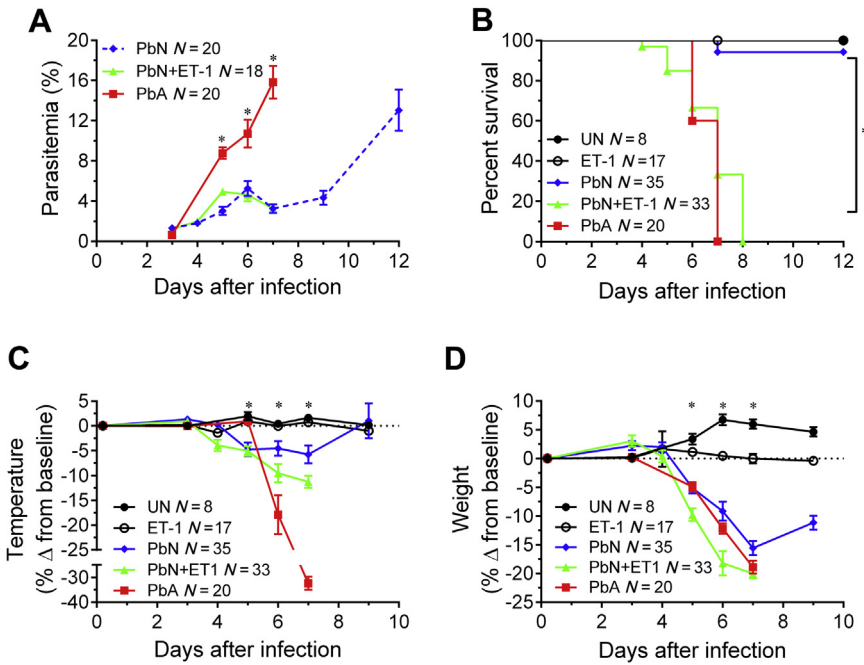 A
PbN N = 20
PbN+ET-1 N = 18
PbA N = 20
Parasitemia (%)
20
16
12
8
4
0
* * *
0 2 4 6 8 10 12
Days after infection
B
Percent survival
100
80
60
40
20
0
UN N = 8
ET-1 N = 17
PbN N = 35
PbN+ET-1 N = 33
PbA N = 20
0 2 4 6 8 10 12
Days after infection
C
Temperature
(% Δ from baseline)
5
0
-5
-10
-15
-20
-25
-30
-40
* * *
UN N = 8
ET-1 N = 17
PbN N = 35
PbN+ET1 N = 33
PbA N = 20
0 2 4 6 8 10
Days after infection
D
Weight
(% Δ from baseline)
10
5
0
-5
-10
-15
-20
-25
* * *
UN N = 8
ET-1 N = 17
PbN N = 35
PbN+ET1 N = 33
PbA N = 20
0 2 4 6 8 10
Days after infection